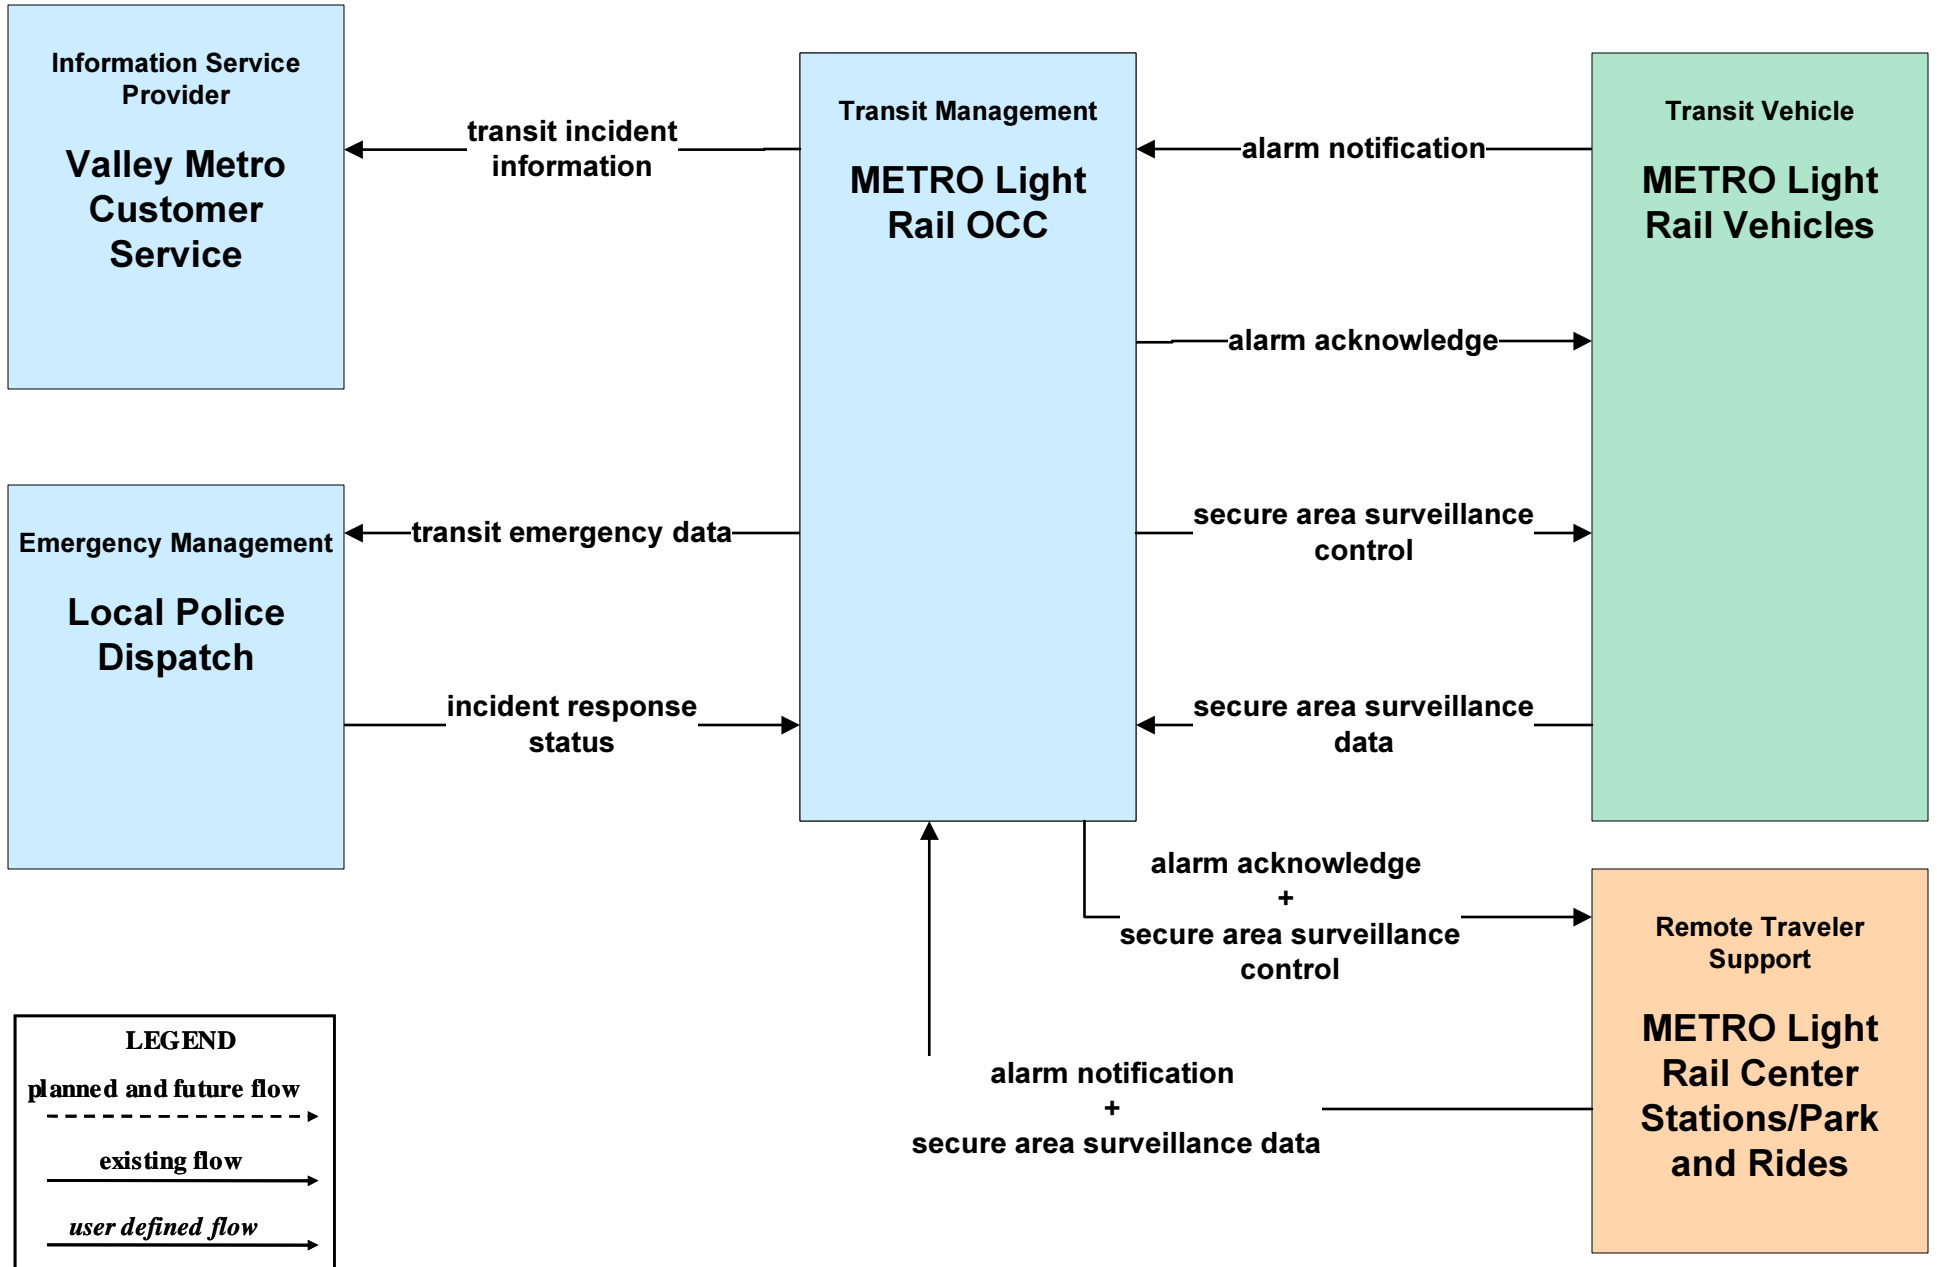 Information Service
Provider
Valley Metro
Customer
Service
transit incident
information
Transit Management
METRO Light
Rail OCC
alarm notification
Transit Vehicle
METRO Light
Rail Vehicles
alarm acknowledge
Emergency Management
Local Police
Dispatch
transit emergency data
secure area surveillance
control
incident response
status
secure area surveillance
data
alarm acknowledge
+
secure area surveillance
control
Remote Traveler
Support
METRO Light
Rail Center
Stations/Park
and Rides
alarm notification
+
secure area surveillance data
LEGEND
planned and future flow
existing flow
user defined flow